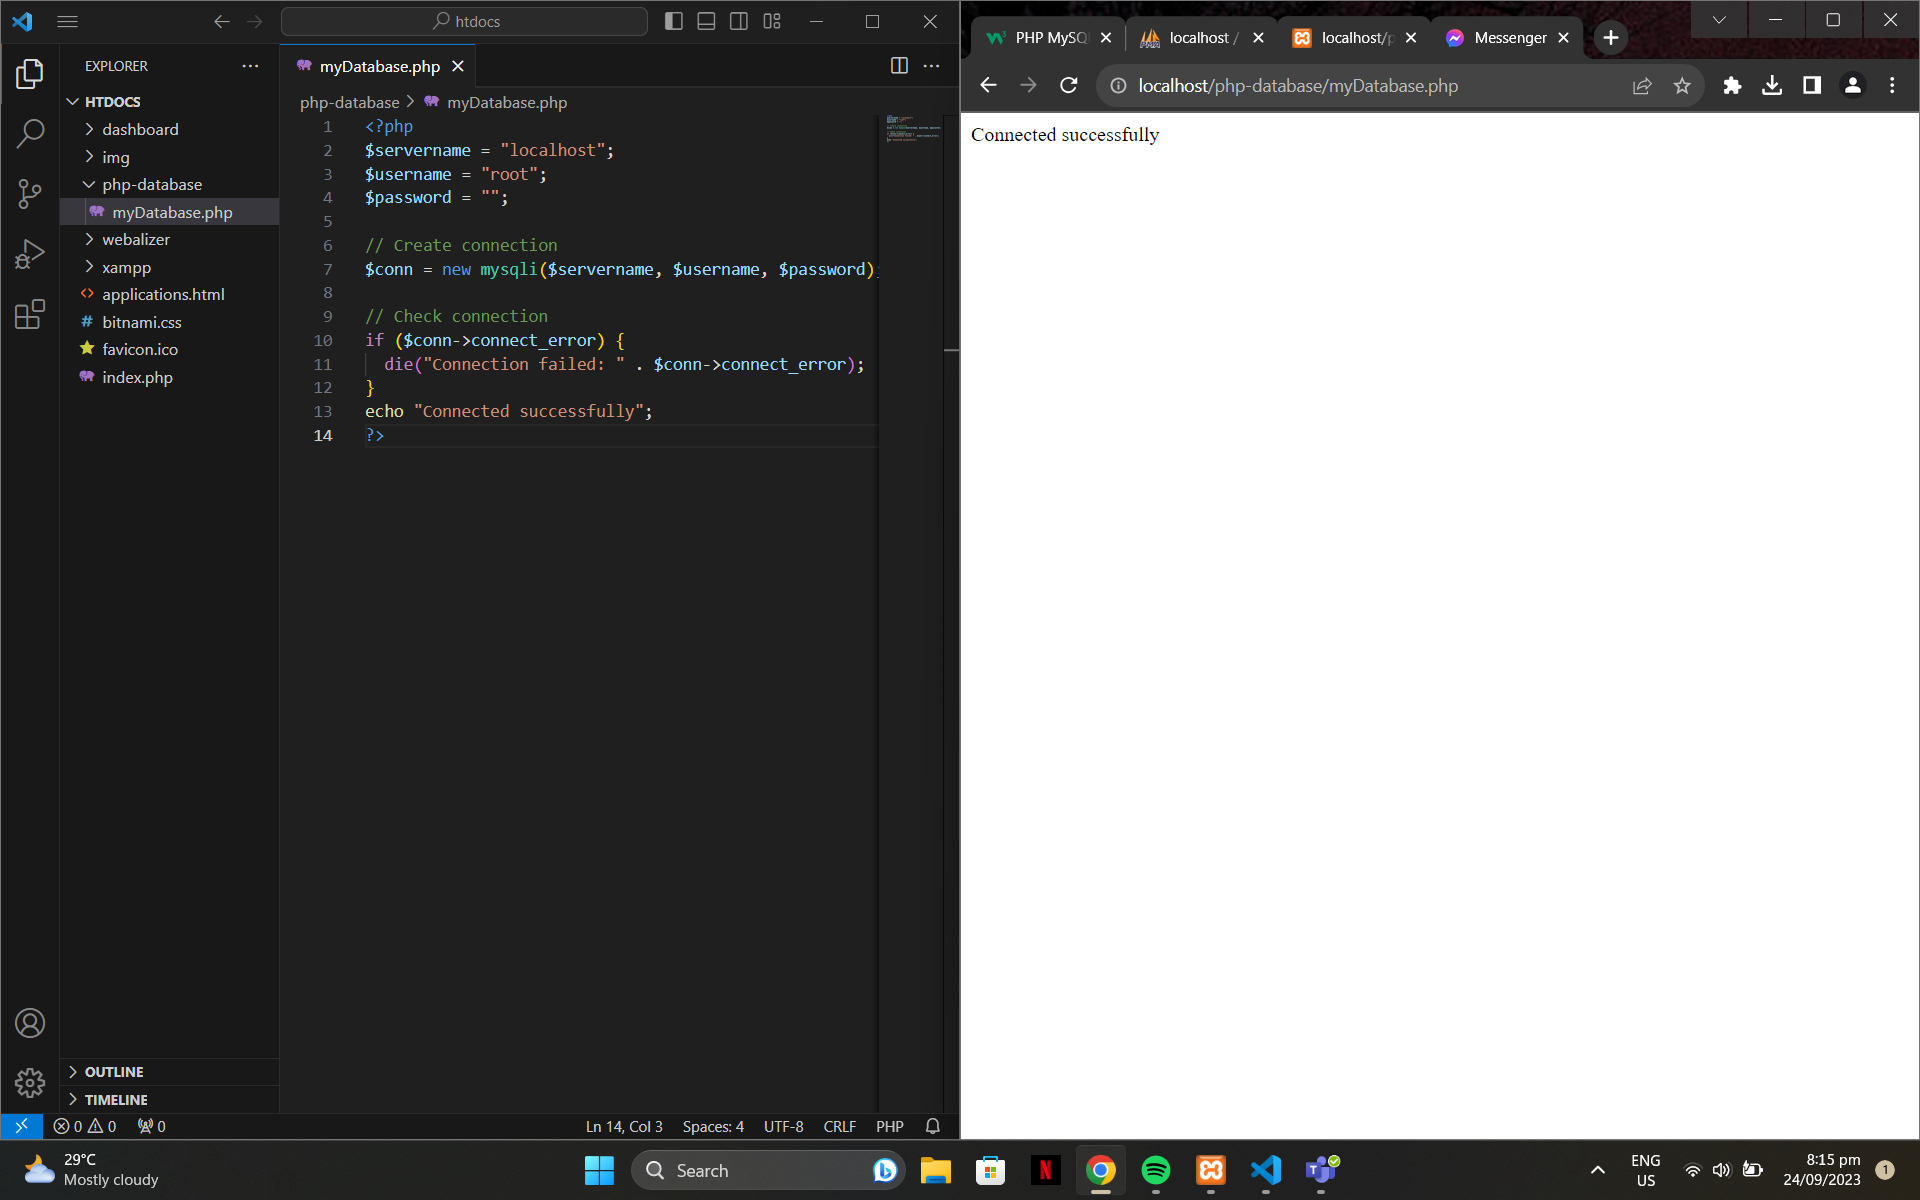 htdocs
EXPLORER
HTDOCS
dashboard
img
php-database
myDatabase.php
webalizer
xampp
applications.html
bitnami.css
favicon.ico
index.php
OUTLINE
TIMELINE
myDatabase.php
php-database > myDatabase.php
1 <?php
2 $servername = "localhost";
3 $username = "root";
4 $password = "";
5
6 // Create connection
7 $conn = new mysqli($servername, $username, $password);
8
9 // Check connection
10 if ($conn->connect_error) {
11 die("Connection failed: " . $conn->connect_error);
12 }
13 echo "Connected successfully";
14 ?>
0 0 0
Ln 14, Col 3 Spaces: 4 UTF-8 CRLF PHP
PHP MySQ localhost / localhost/p Messenger
localhost/php-database/myDatabase.php
Connected successfully
29°C
Mostly cloudy
Search
ENG
US
8:15 pm
24/09/2023
1